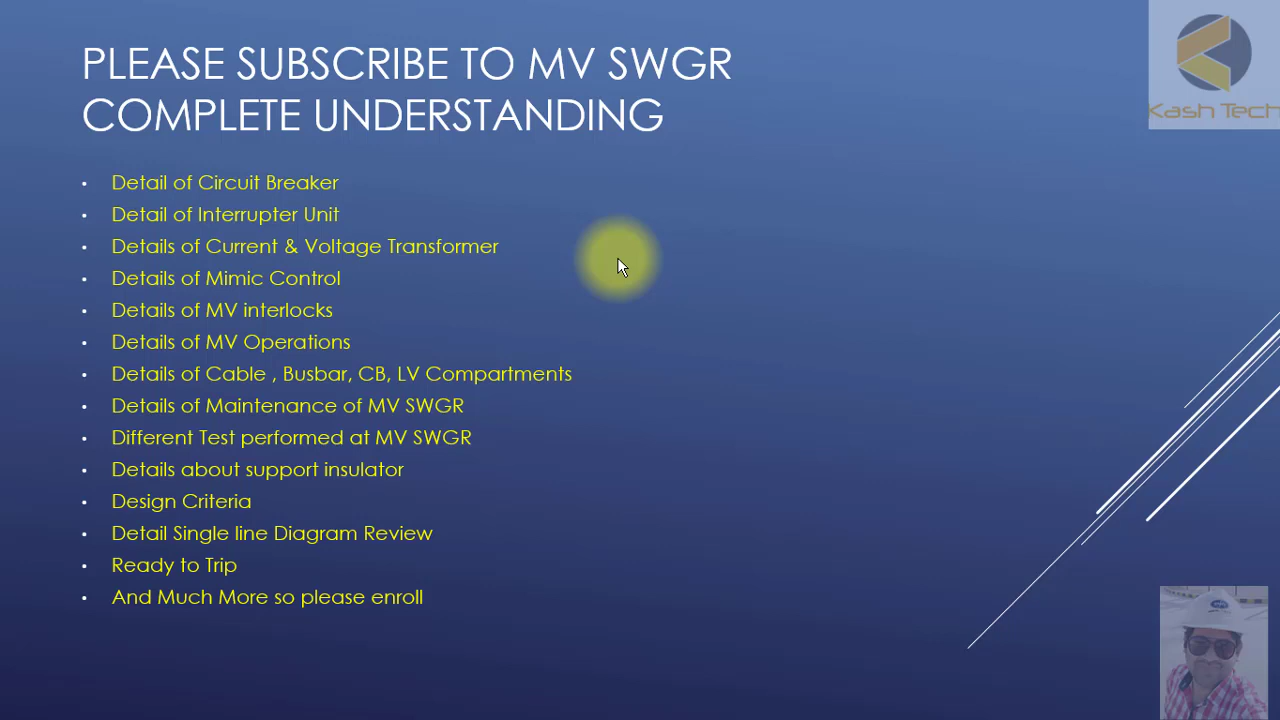 PLEASE SUBSCRIBE TO MV SWGR
COMPLETE UNDERSTANDING
Kash Tech
• Detail of Circuit Breaker
• Detail of Interrupter Unit
• Details of Current & Voltage Transformer
• Details of Mimic Control
• Details of MV interlocks
• Details of MV Operations
• Details of Cable , Busbar, CB, LV Compartments
• Details of Maintenance of MV SWGR
• Different Test performed at MV SWGR
• Details about support insulator
• Design Criteria
• Detail Single line Diagram Review
• Ready to Trip
• And Much More so please enroll